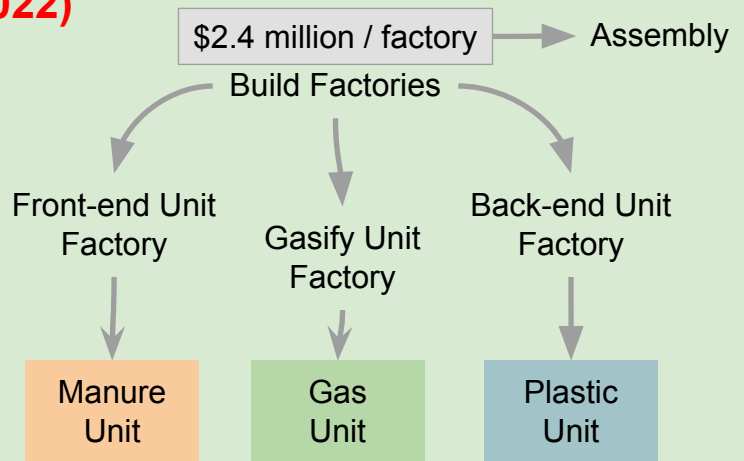 022)
$2.4 million / factory
Assembly
Build Factories
Front-end Unit
Factory
Gasify Unit
Factory
Back-end Unit
Factory
Manure
Unit
Gas
Unit
Plastic
Unit